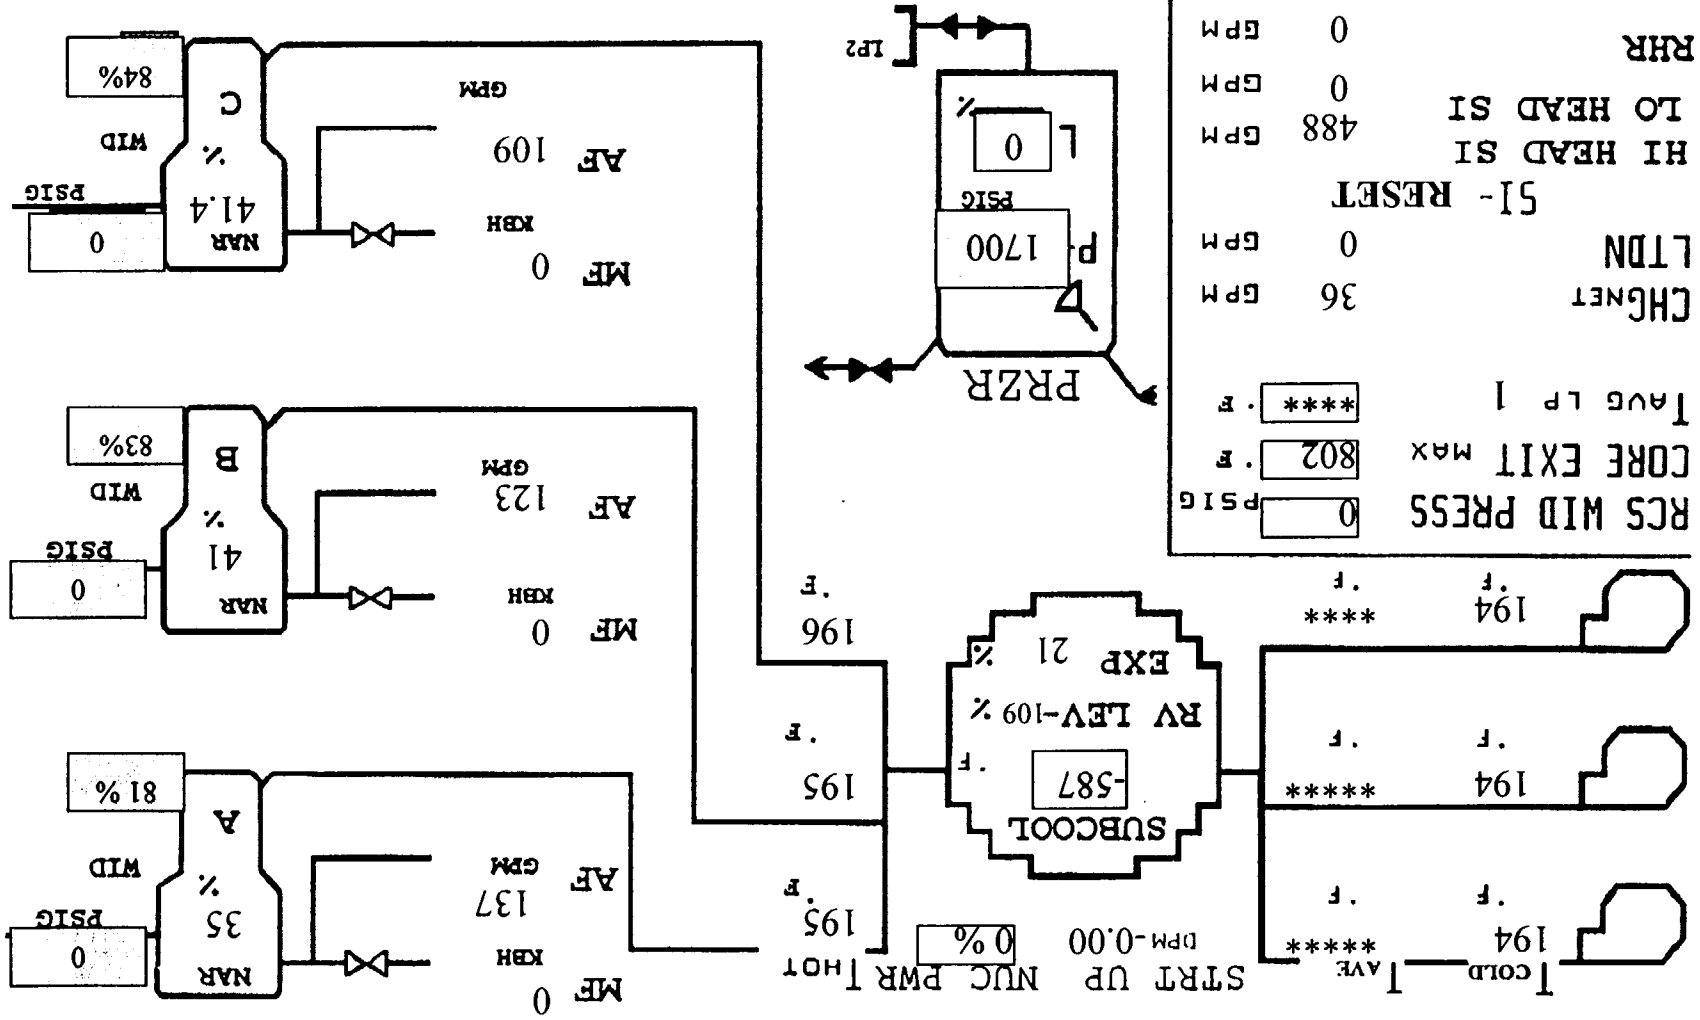 TCOLD TAVE STRT UP DPM -0.00 NUC PWR 0 % THOT
194 °F
***** °F
195 °F
MF 0 KBH
AF 137 GPM
NAR 35 %
A
0 PSIG
WID 81 %
SUBCOOL
-587 °F
RV LEV -109 %
EXP 21 %
194 °F
***** °F
195 °F
194 °F
**** °F
196 °F
MF 0 KBH
AF 123 GPM
NAR 41 %
B
0 PSIG
WID 83%
RCS WID PRESS 0 PSIG
CORE EXIT MAX 802 °F
TAVG LP 1 **** °F
CHGNET 36 GPM
LTDN 0 GPM
SI- RESET
HI HEAD SI 488 GPM
LO HEAD SI 0 GPM
RHR 0 GPM
PRZR
P 1700 PSIG
L 0 %
LP2
MF 0 KBH
AF 109 GPM
NAR 41.4 %
C
0 PSIG
WID 84%